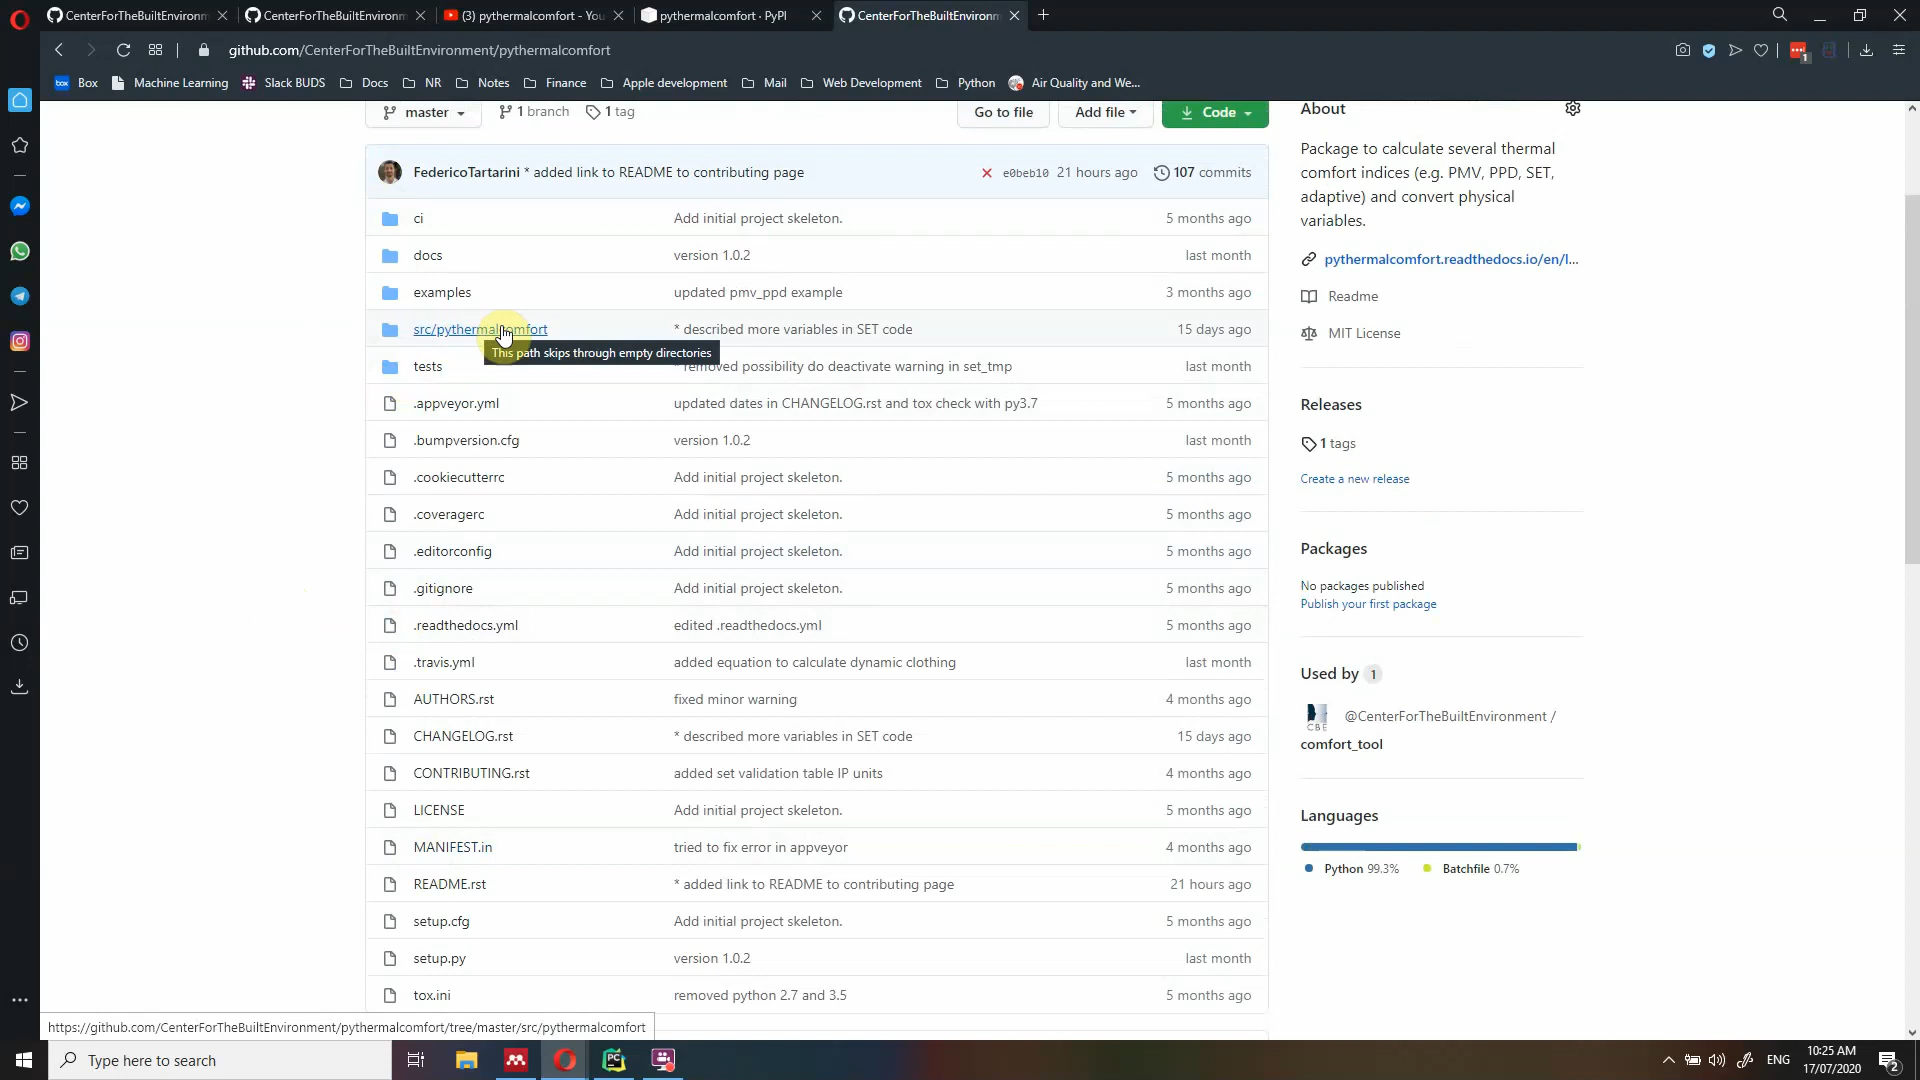 CenterForTheBuiltEnvironm
CenterForTheBuiltEnvironm
(3) pythermalcomfort - You
pythermalcomfort · PyPI
CenterForTheBuiltEnvironm
github.com/CenterForTheBuiltEnvironment/pythermalcomfort
1
box Box
Machine Learning
Slack BUDS
Docs
NR
Notes
Finance
Apple development
Mail
Web Development
Python
Air Quality and We...
master
1 branch
1 tag
Go to file
Add file
Code
FedericoTartarini * added link to README to contributing page
e0beb10 21 hours ago 107 commits
ci Add initial project skeleton. 5 months ago
docs version 1.0.2 last month
examples updated pmv_ppd example 3 months ago
src/pythermalcomfort * described more variables in SET code 15 days ago
This path skips through empty directories
tests * removed possibility do deactivate warning in set_tmp last month
.appveyor.yml updated dates in CHANGELOG.rst and tox check with py3.7 5 months ago
.bumpversion.cfg version 1.0.2 last month
.cookiecutterrc Add initial project skeleton. 5 months ago
.coveragerc Add initial project skeleton. 5 months ago
.editorconfig Add initial project skeleton. 5 months ago
.gitignore Add initial project skeleton. 5 months ago
.readthedocs.yml edited .readthedocs.yml 5 months ago
.travis.yml added equation to calculate dynamic clothing last month
AUTHORS.rst fixed minor warning 4 months ago
CHANGELOG.rst * described more variables in SET code 15 days ago
CONTRIBUTING.rst added set validation table IP units 4 months ago
LICENSE Add initial project skeleton. 5 months ago
MANIFEST.in tried to fix error in appveyor 4 months ago
README.rst * added link to README to contributing page 21 hours ago
setup.cfg Add initial project skeleton. 5 months ago
setup.py version 1.0.2 last month
tox.ini removed python 2.7 and 3.5 5 months ago
About
Package to calculate several thermal
comfort indices (e.g. PMV, PPD, SET,
adaptive) and convert physical
variables.
pythermalcomfort.readthedocs.io/en/l...
Readme
MIT License
Releases
1 tags
Create a new release
Packages
No packages published
Publish your first package
Used by 1
CBE
@CenterForTheBuiltEnvironment /
comfort_tool
Languages
Python 99.3%
Batchfile 0.7%
https://github.com/CenterForTheBuiltEnvironment/pythermalcomfort/tree/master/src/pythermalcomfort
Type here to search
PC
ENG
10:25 AM
17/07/2020
2